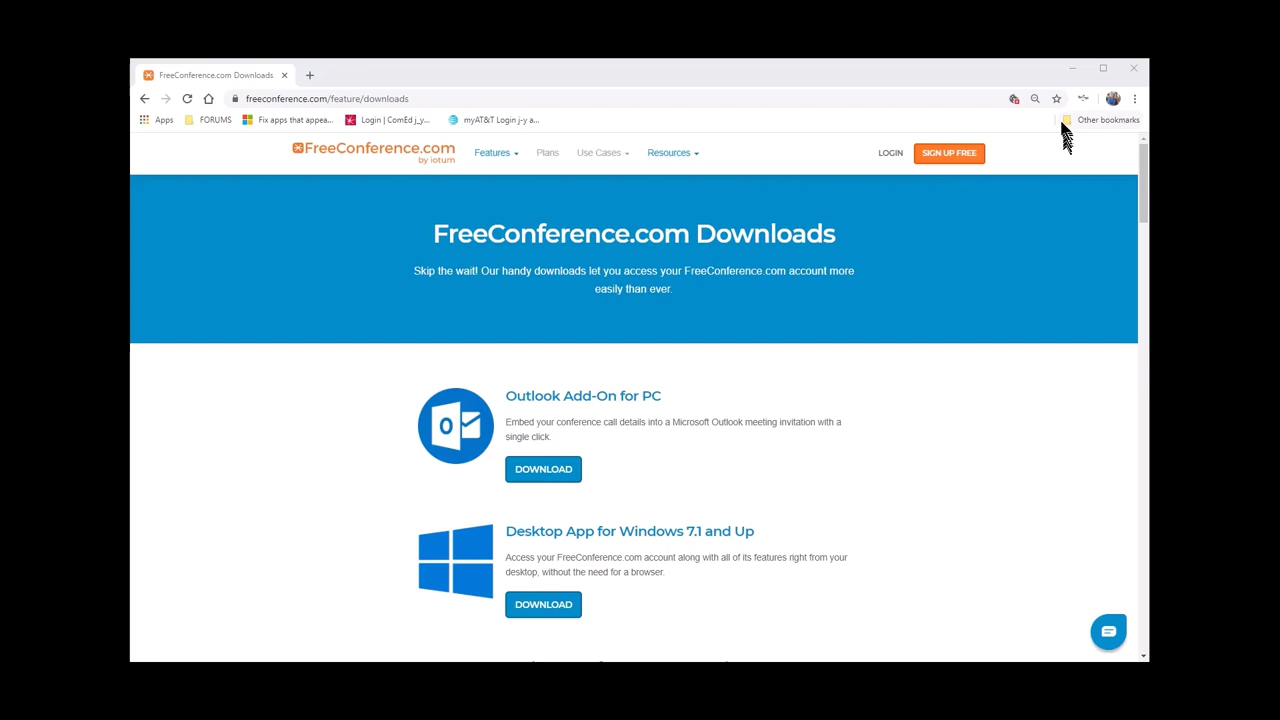 FreeConference.com Downloads
freeconference.com/feature/downloads
Apps FORUMS Fix apps that appea... Login | ComEd j_y... myAT&T Login j-y a... Other bookmarks
FreeConference.com
by iotum
Features Plans Use Cases Resources LOGIN SIGN UP FREE
FreeConference.com Downloads
Skip the wait! Our handy downloads let you access your FreeConference.com account more
easily than ever.
Outlook Add-On for PC
Embed your conference call details into a Microsoft Outlook meeting invitation with a
single click.
DOWNLOAD
Desktop App for Windows 7.1 and Up
Access your FreeConference.com account along with all of its features right from your
desktop, without the need for a browser.
DOWNLOAD